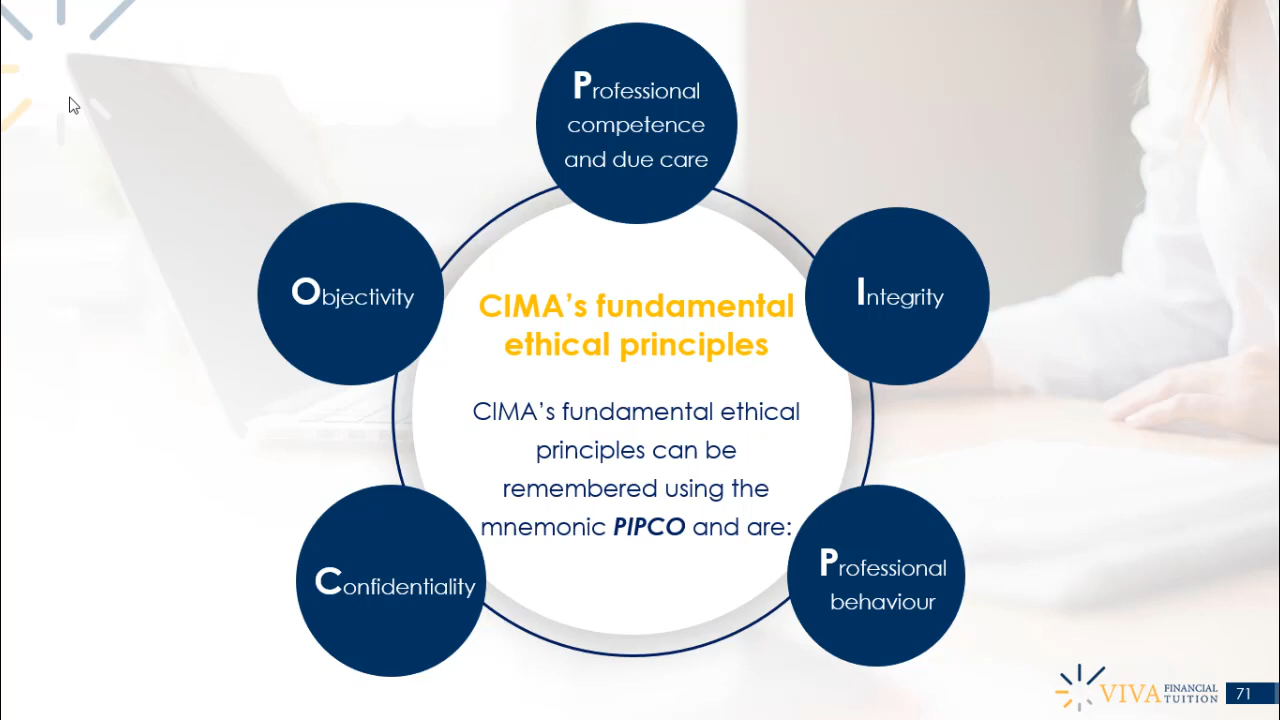 Professional
competence
and due care
Objectivity
Integrity
CIMA's fundamental
ethical principles
CIMA's fundamental ethical
principles can be
remembered using the
mnemonic PIPCO and are:
Professional
behaviour
Confidentiality
VIVA FINANCIAL
TUITION
71